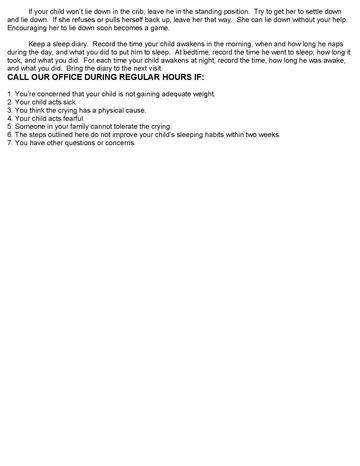 If your child won't lie down in the crib, leave he in the standing position.  Try to get her to settle down
and lie down.  If she refuses or pulls herself back up, leave her that way.  She can lie down without your help.
Encouraging her to lie down soon becomes a game.
Keep a sleep diary.  Record the time your child awakens in the morning, when and how long he naps
during the day, and what you did to put him to sleep.  At bedtime, record the time he went to sleep, how long it
took, and what you did.  For each time your child awakens at night, record the time, how long he was awake,
and what you did.  Bring the diary to the next visit.
CALL OUR OFFICE DURING REGULAR HOURS IF:
1. You're concerned that your child is not gaining adequate weight.
2. Your child acts sick
3. You think the crying has a physical cause.
4. Your child acts fearful.
5. Someone in your family cannot tolerate the crying.
6. The steps outlined here do not improve your child's sleeping habits within two weeks.
7. You have other questions or concerns.